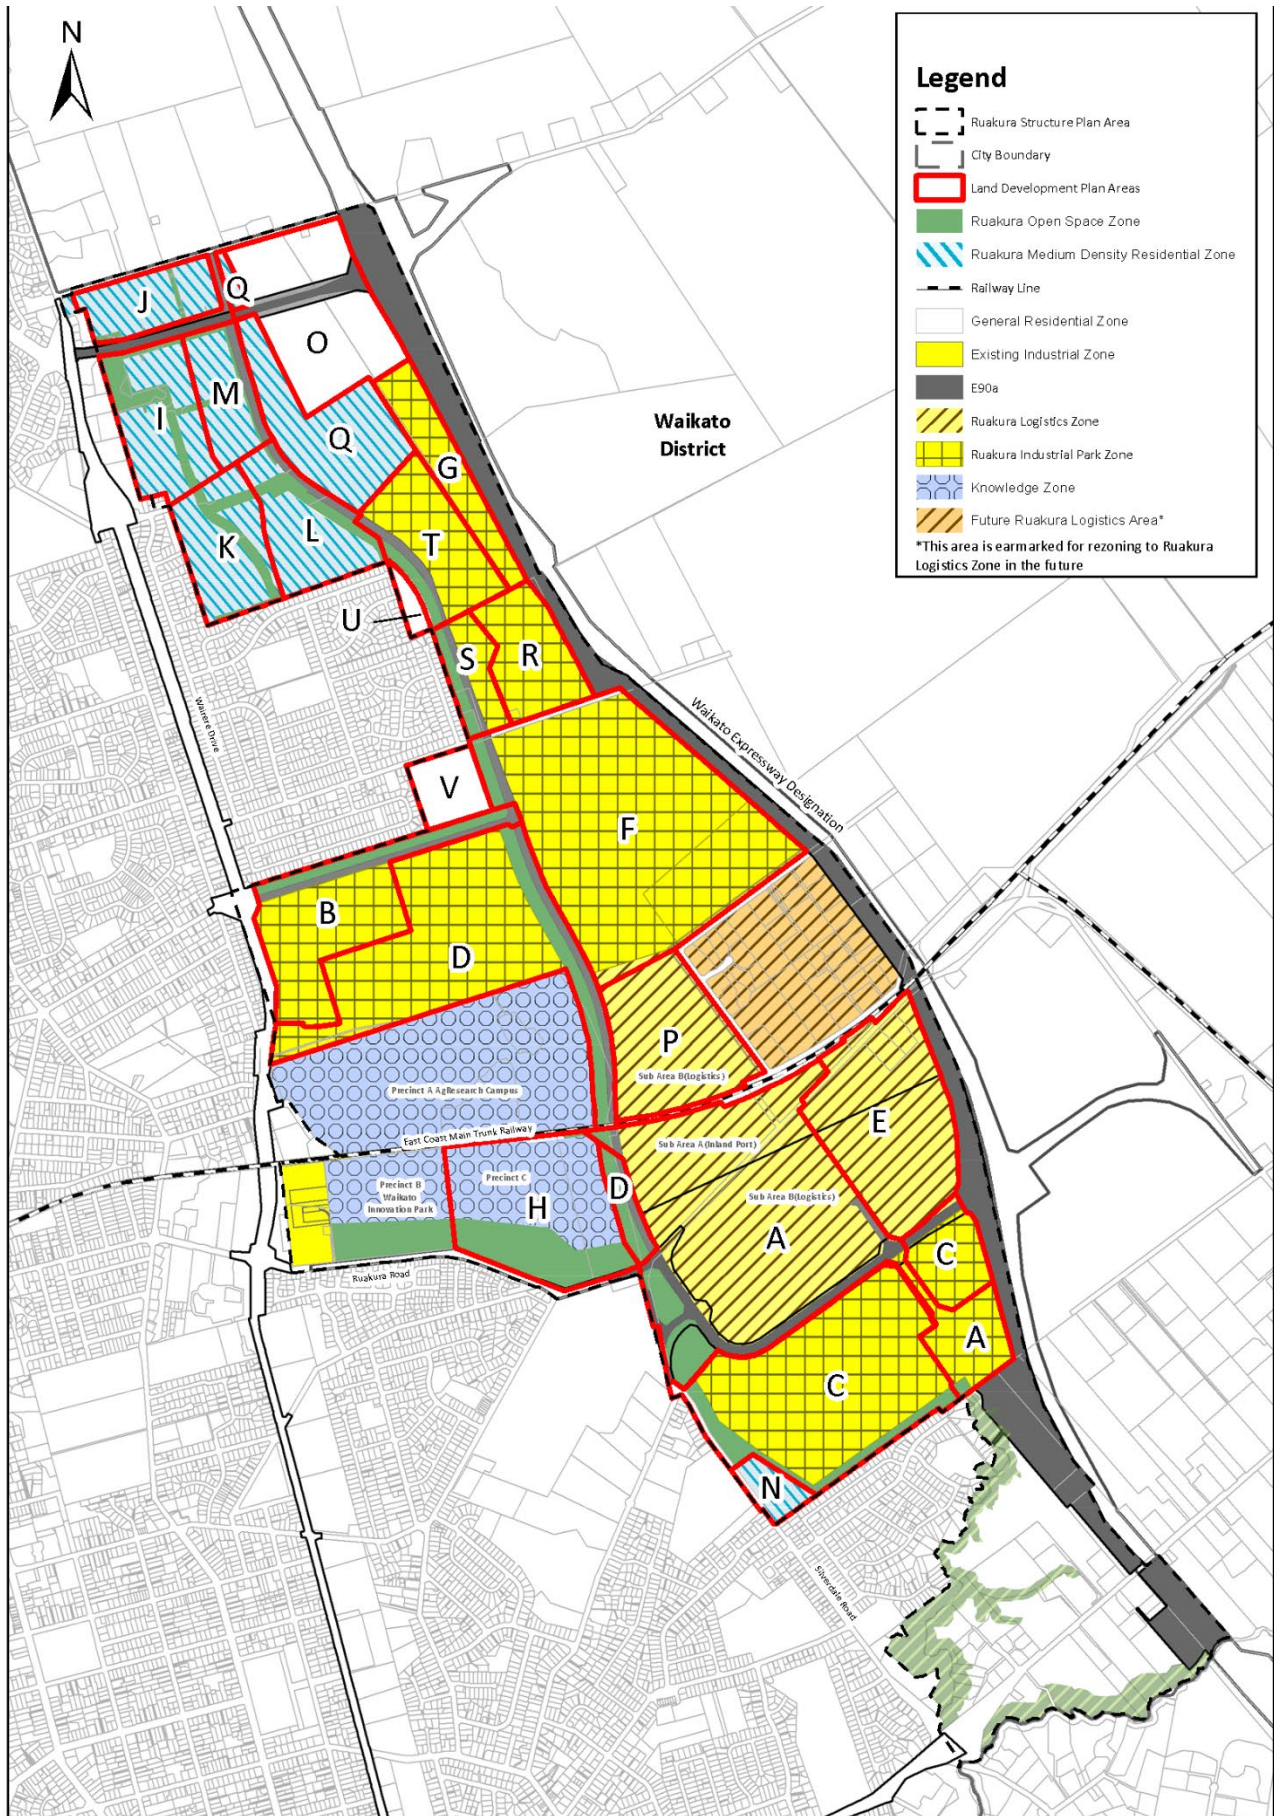 N
Legend
Ruakura Structure Plan Area
City Boundary
Land Development Plan Areas
Ruakura Open Space Zone
Ruakura Medium Density Residential Zone
Railway Line
General Residential Zone
Existing Industrial Zone
E90a
Ruakura Logistics Zone
Ruakura Industrial Park Zone
Knowledge Zone
Future Ruakura Logistics Area*
*This area is earmarked for rezoning to Ruakura
Logistics Zone in the future
J
Q
O
M
I
Q
Waikato
District
G
K
L
T
U
S
R
Wairere Drive
Waikato Expressway Designation
V
F
B
D
P
Sub Area B(Logistics)
Precinct A AgResearch Campus
East Coast Main Trunk Railway
E
Sub Area A(Inland Port)
Precinct B
Waikato
Innovation Park
Precinct C
H
D
Sub Area B(Logistics)
A
C
Ruakura Road
A
C
N
Silverdale Road